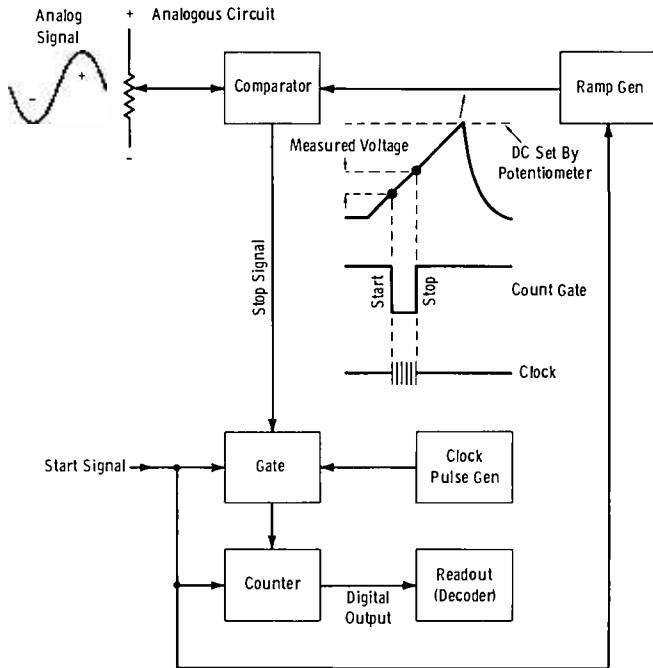 Analog
Signal
+ Analogous Circuit
+
-
-
Comparator
Ramp Gen
Measured Voltage
DC Set By
Potentiometer
Stop Signal
Start
Stop
Count Gate
Clock
Start Signal
Gate
Clock
Pulse Gen
Counter
Digital
Output
Readout
(Decoder)